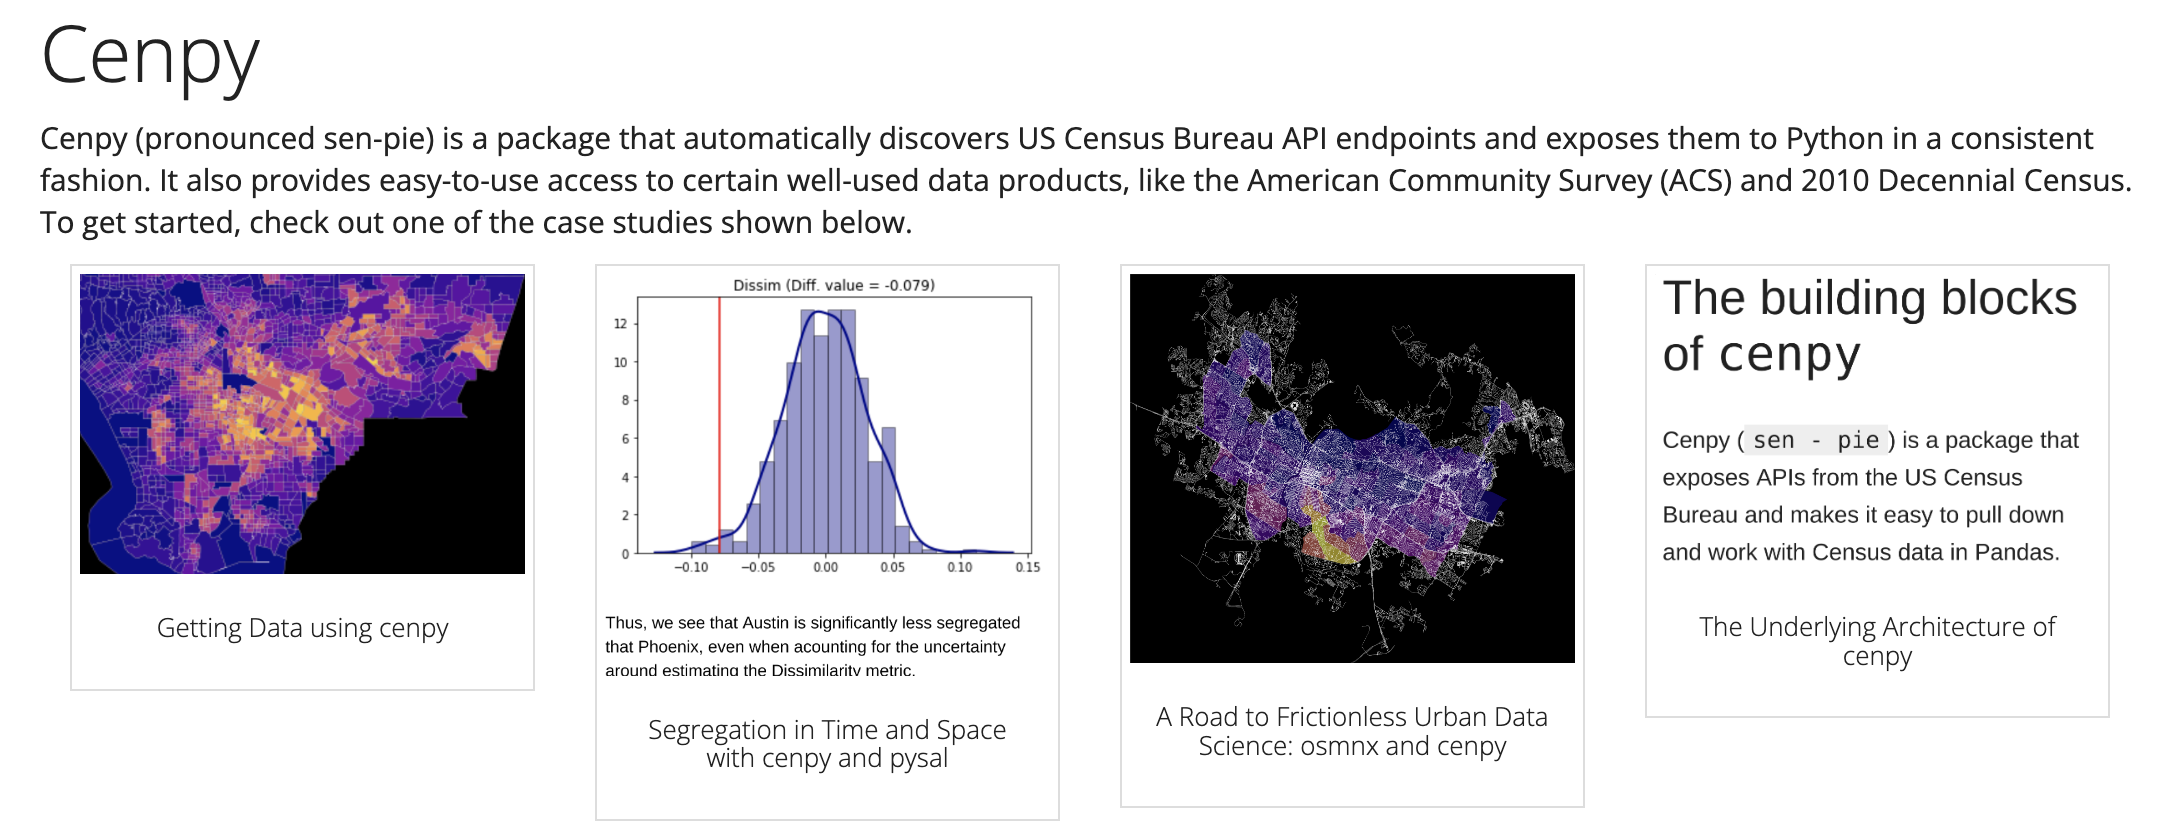 Cenpy
Cenpy (pronounced sen-pie) is a package that automatically discovers US Census Bureau API endpoints and exposes them to Python in a consistent
fashion. It also provides easy-to-use access to certain well-used data products, like the American Community Survey (ACS) and 2010 Decennial Census.
To get started, check out one of the case studies shown below.
Getting Data using cenpy
Dissim (Diff. value = -0.079)
12
10
8
6
4
2
0
−0.10 −0.05 0.00 0.05 0.10 0.15
Thus, we see that Austin is significantly less segregated
that Phoenix, even when acounting for the uncertainty
around estimating the Dissimilarity metric.
Segregation in Time and Space
with cenpy and pysal
A Road to Frictionless Urban Data
Science: osmnx and cenpy
The building blocks
of cenpy
Cenpy ( sen - pie ) is a package that
exposes APIs from the US Census
Bureau and makes it easy to pull down
and work with Census data in Pandas.
The Underlying Architecture of
cenpy